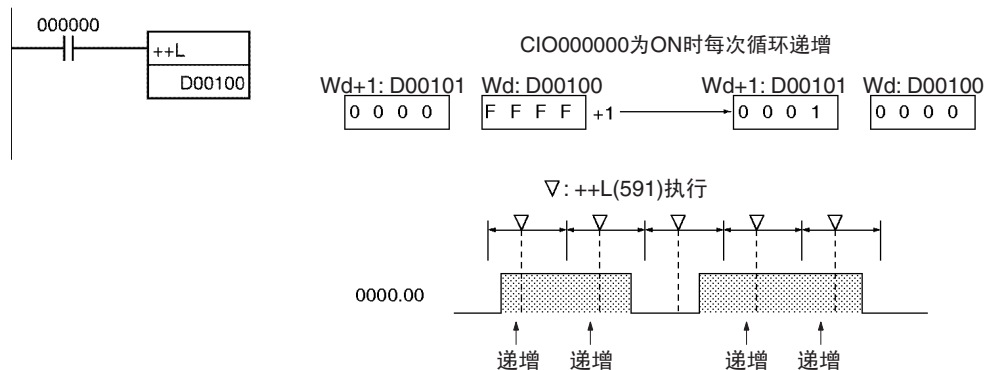 000000
++L
D00100
CIO000000为ON时每次循环递增
Wd+1: D00101 Wd: D00100 Wd+1: D00101 Wd: D00100
0 0 0 0 F F F F +1 0 0 0 1 0 0 0 0
▽: ++L(591)执行
0000.00
递增 递增 递增 递增